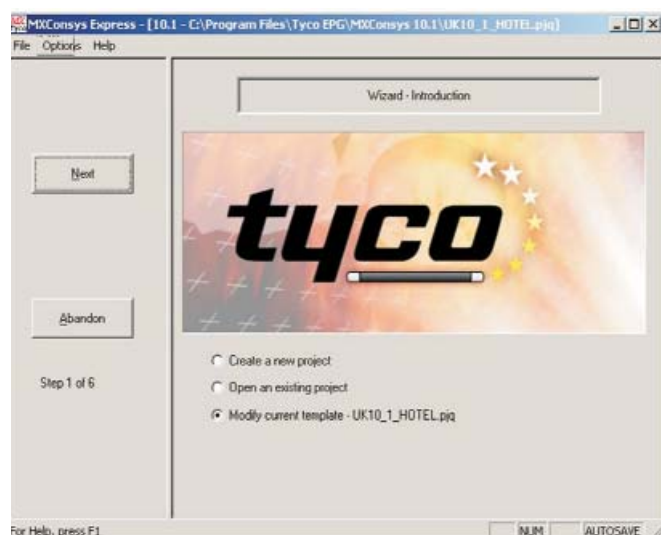 MXConsys Express - [10.1 - C:\Program Files\Tyco EPG\MXConsys 10.1\UK10_1_HOTEL.pjq]
File Options Help
Wizard - Introduction
Next
tyco
Abandon
Step 1 of 6
Create a new project
Open an existing project
Modify current template - UK10_1_HOTEL.pjq
For Help, press F1
NUM
AUTOSAVE